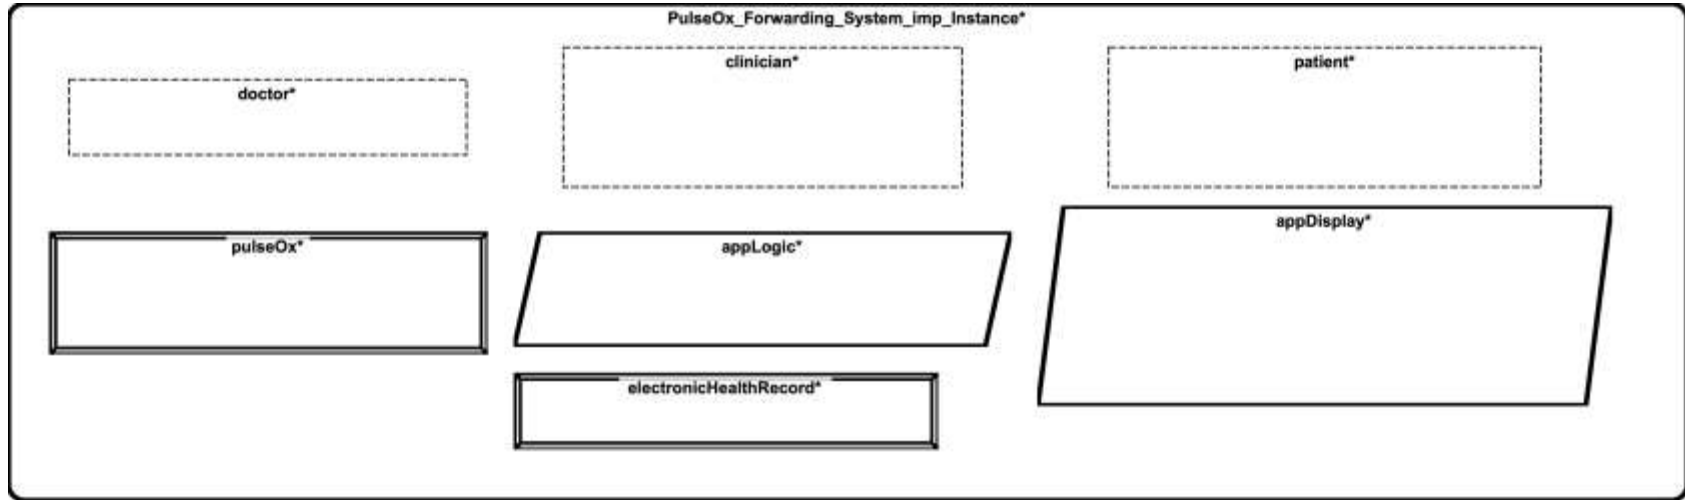 PulseOx_Forwarding_System_imp_Instance*
clinician*
patient*
doctor*
appDisplay*
pulseOx*
appLogic*
electronicHealthRecord*